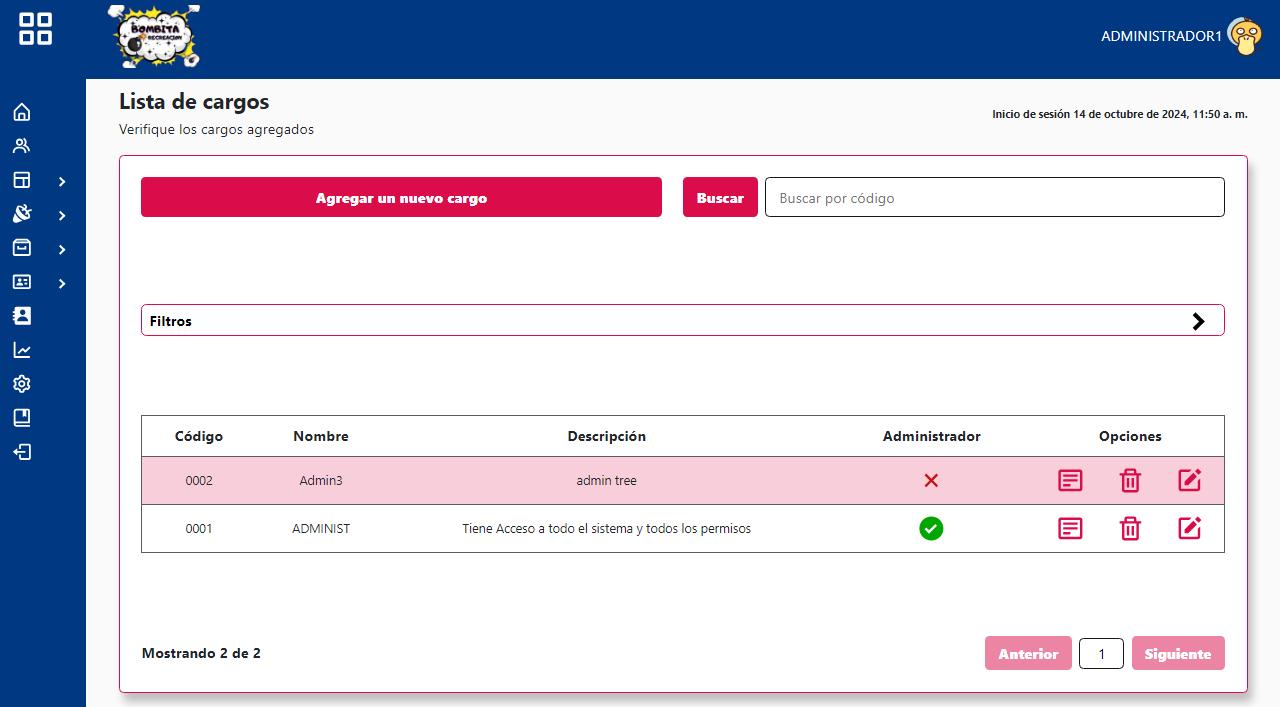 BOMBITA
RECREACION
ADMINISTRADOR1
Lista de cargos
Inicio de sesión 14 de octubre de 2024, 11:50 a. m.
Verifique los cargos agregados
Agregar un nuevo cargo Buscar Buscar por código
Filtros
Código Nombre Descripción Administrador Opciones
0002 Admin3 admin tree
0001 ADMINIST Tiene Acceso a todo el sistema y todos los permisos
Mostrando 2 de 2 Anterior 1 Siguiente